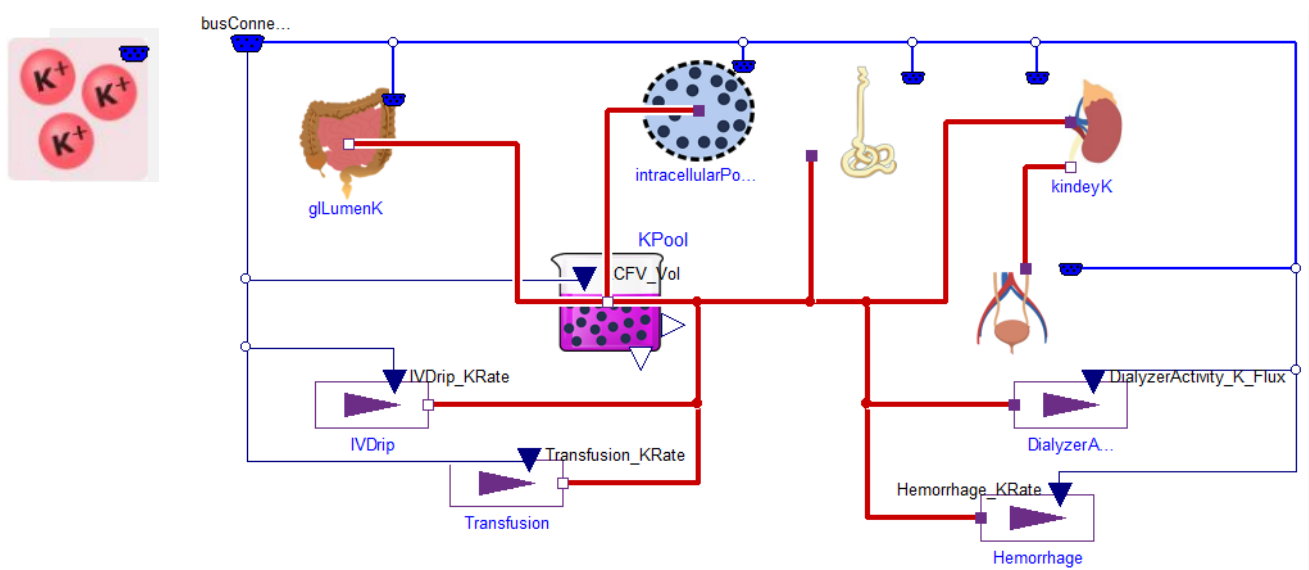 busConne...
K+
K+
K+
glLumenK
intracellularPo...
kindeyK
KPool
CFV_Vol
IVDrip_KRate
IVDrip
Transfusion_KRate
Transfusion
DialyzerActivity_K_Flux
DialyzerA...
Hemorrhage_KRate
Hemorrhage